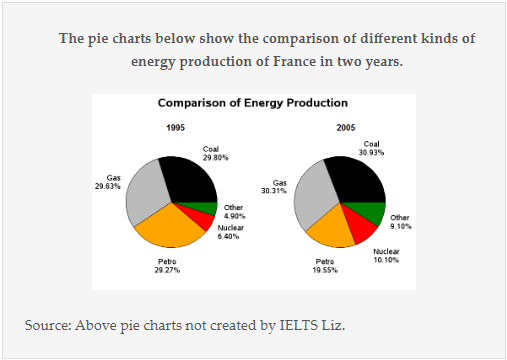 The pie charts below show the comparison of different kinds of
energy production of France in two years.
Comparison of Energy Production
1995
2005
Coal
29.80%
Gas
29.63%
Other
4.90%
Nuclear
6.40%
Petro
29.27%
Coal
30.93%
Gas
30.31%
Other
9.10%
Nuclear
10.10%
Petro
19.55%
Source: Above pie charts not created by IELTS Liz.